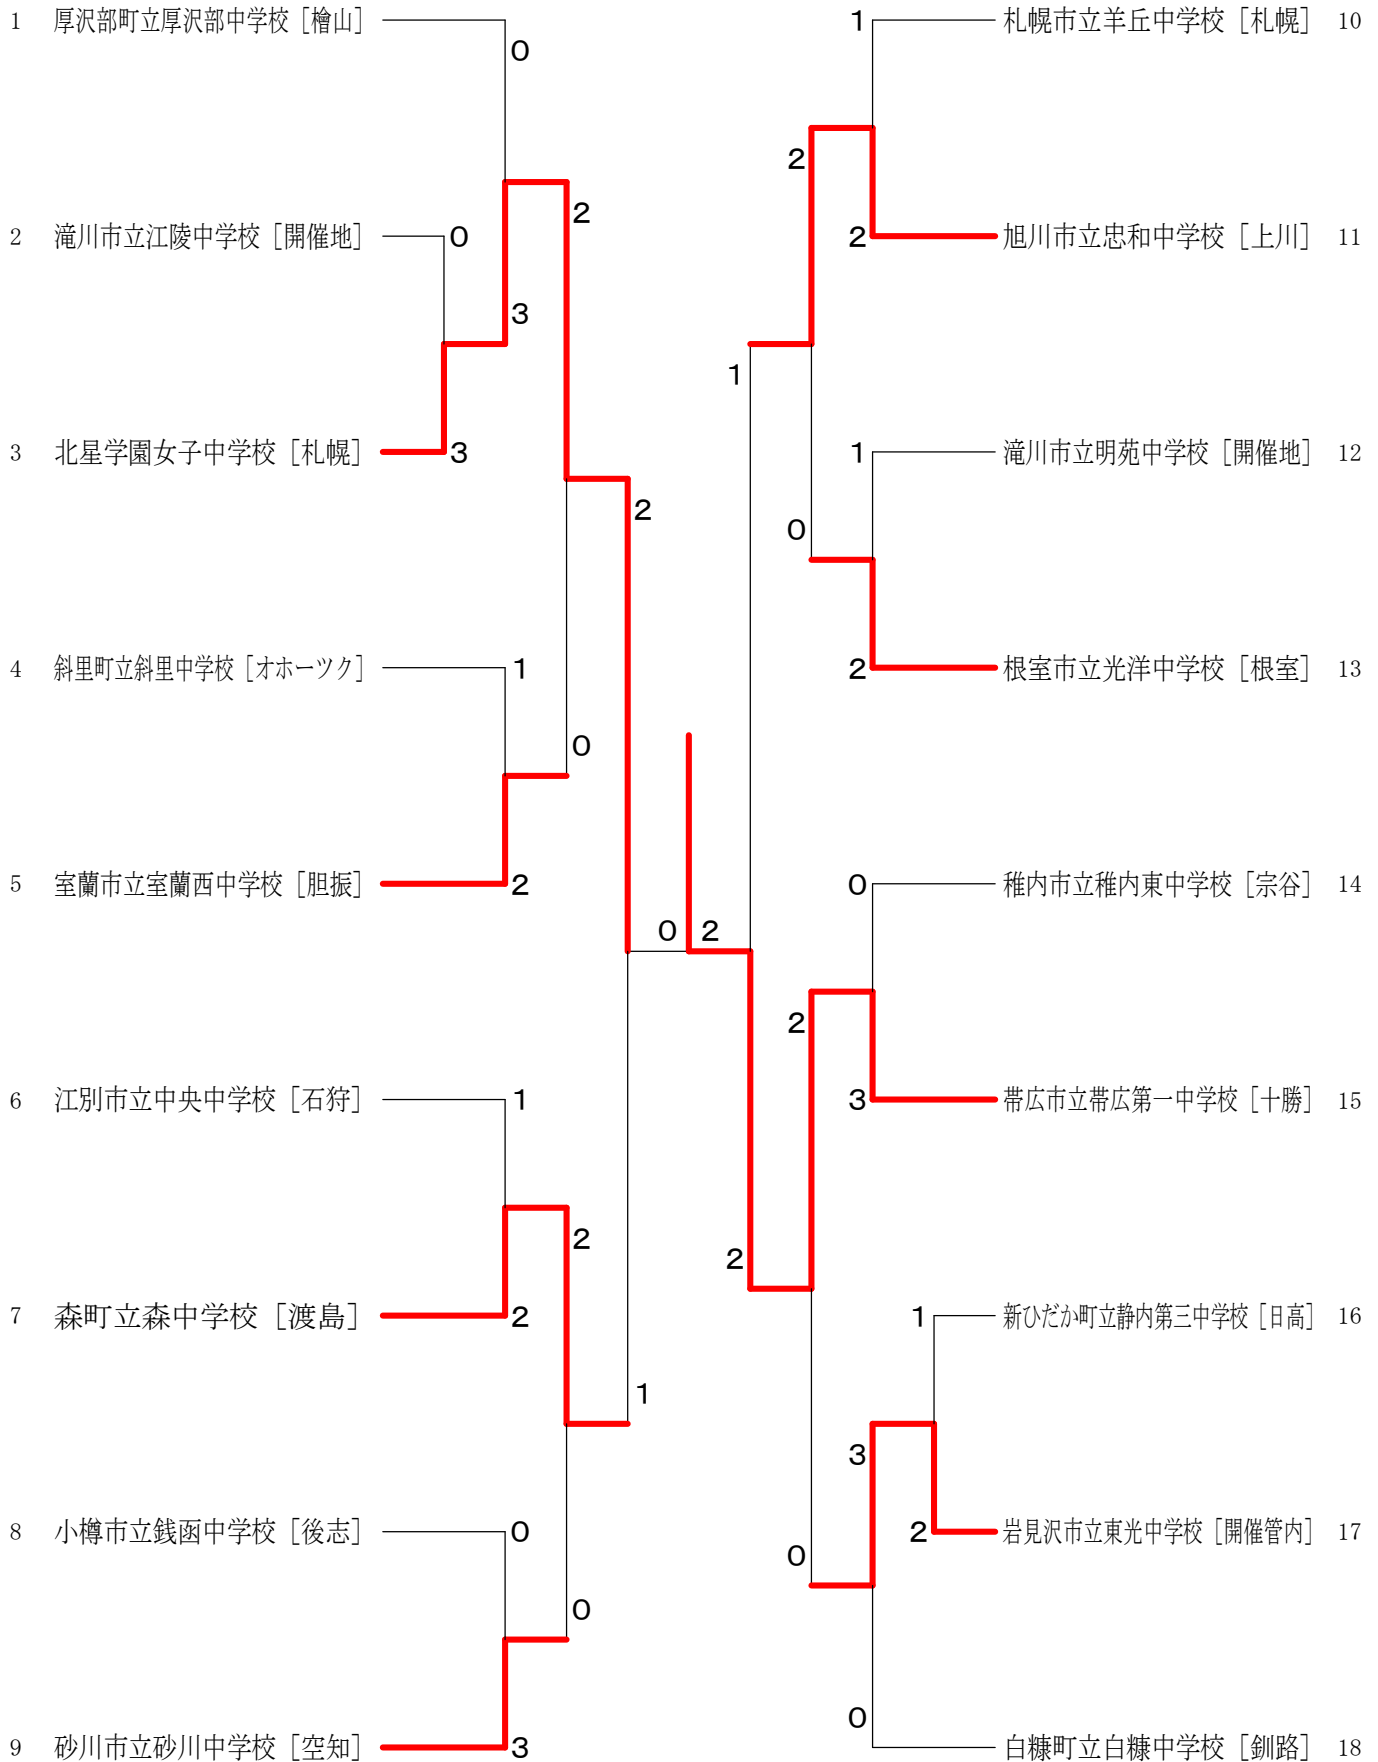 1 厚沢部町立厚沢部中学校［檜山］
0
2
2 滝川市立江陵中学校［開催地］
0
3
3 北星学園女子中学校［札幌］
3
2
4 斜里町立斜里中学校［オホーツク］
1
0
5 室蘭市立室蘭西中学校［胆振］
2
0 2
6 江別市立中央中学校［石狩］
1
2
7 森町立森中学校［渡島］
2
1
8 小樽市立銭函中学校［後志］
0
0
9 砂川市立砂川中学校［空知］
3
1
札幌市立羊丘中学校［札幌］ 10
2
2
旭川市立忠和中学校［上川］ 11
1
1
滝川市立明苑中学校［開催地］ 12
0
2
根室市立光洋中学校［根室］ 13
0
稚内市立稚内東中学校［宗谷］ 14
2
3
帯広市立帯広第一中学校［十勝］ 15
2
1
新ひだか町立静内第三中学校［日高］ 16
3
2
岩見沢市立東光中学校［開催管内］ 17
0
0
白糠町立白糠中学校［釧路］ 18